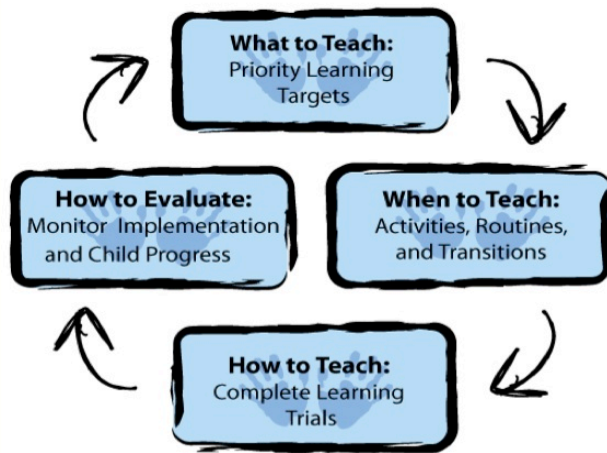 What to Teach:
Priority Learning
Targets
When to Teach:
Activities, Routines,
and Transitions
How to Teach:
Complete Learning
Trials
How to Evaluate:
Monitor Implementation
and Child Progress